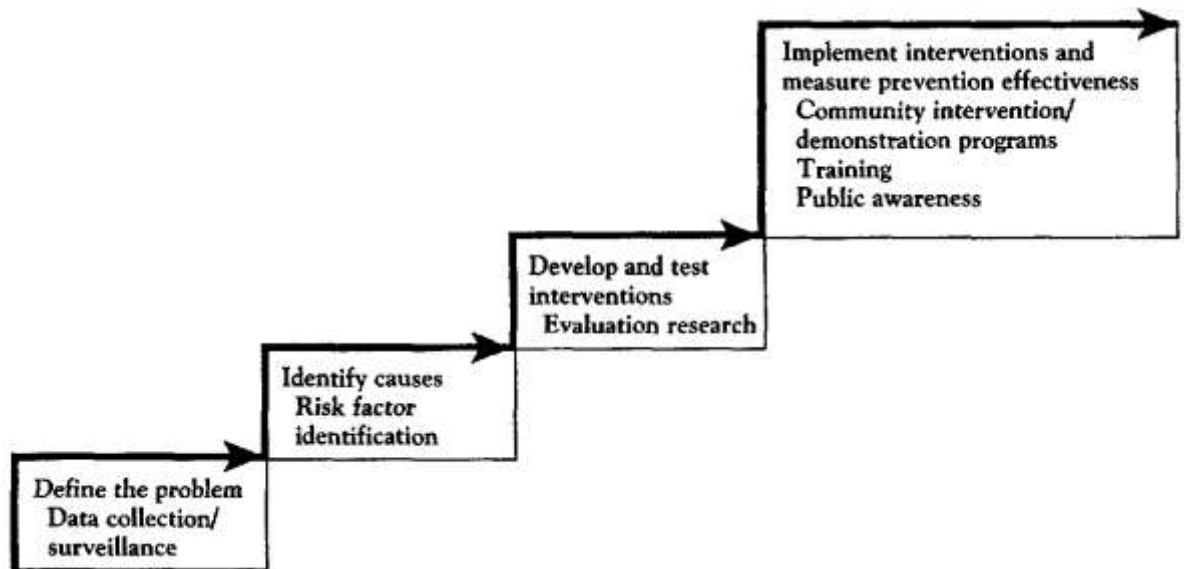 Define the problem
Data collection/
surveillance
Identify causes
Risk factor
identification
Develop and test
interventions
Evaluation research
Implement interventions and
measure prevention effectiveness
Community intervention/
demonstration programs
Training
Public awareness